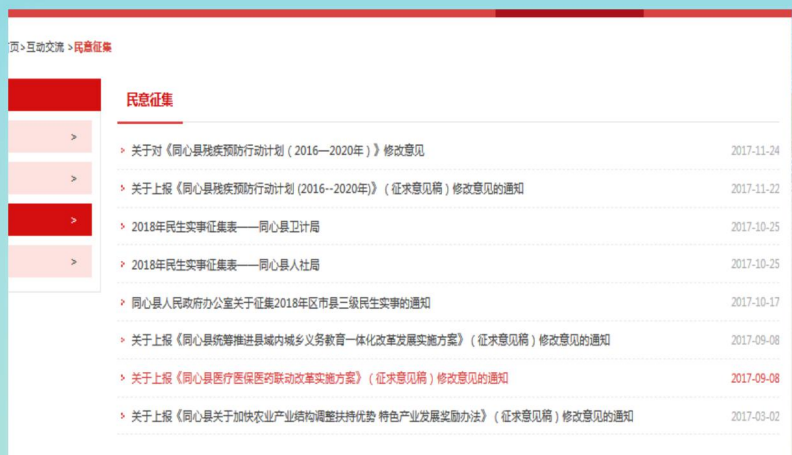 页>互动交流 >民意征集
民意征集
>
> 关于对《同心县残疾预防行动计划（2016—2020年）》修改意见 2017-11-24
>
> 关于上报《同心县残疾预防行动计划 (2016--2020年)》（征求意见稿）修改意见的通知 2017-11-22
>
> 2018年民生实事征集表——同心县卫计局 2017-10-25
>
> 2018年民生实事征集表——同心县人社局 2017-10-25
> 同心县人民政府办公室关于征集2018年区市县三级民生实事的通知 2017-10-17
> 关于上报《同心县统筹推进县域内城乡义务教育一体化改革发展实施方案》（征求意见稿）修改意见的通知 2017-09-08
> 关于上报《同心县医疗医保医药联动改革实施方案》（征求意见稿）修改意见的通知 2017-09-08
> 关于上报《同心县关于加快农业产业结构调整扶持优势 特色产业发展奖励办法》（征求意见稿）修改意见的通知 2017-03-02